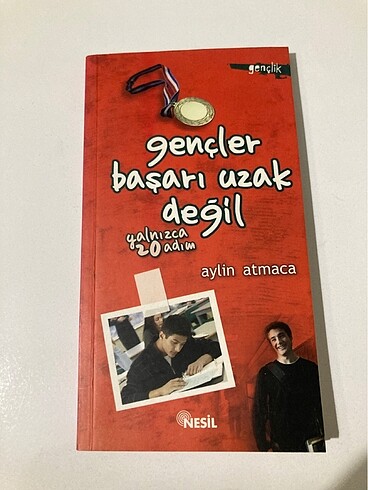 gençlik
gençler
başarı uzak
değil
yalnızca
20 adım
aylin atmaca
NESİL